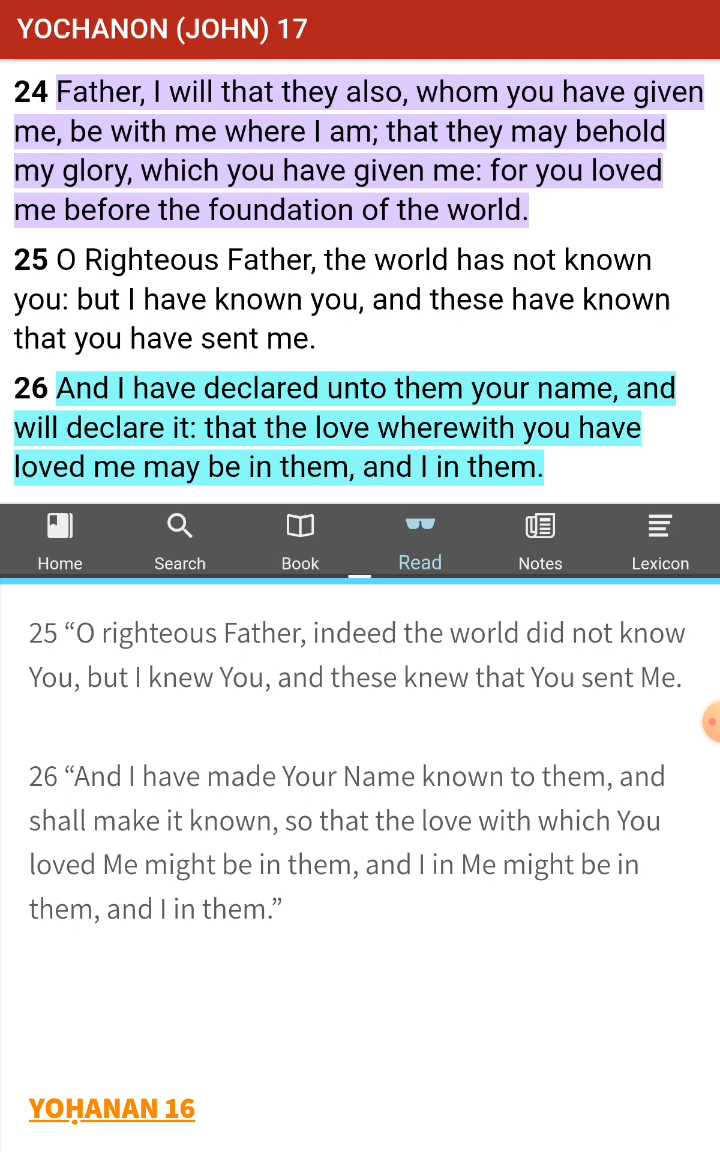 YOCHANON (JOHN) 17
24 Father, I will that they also, whom you have given
me, be with me where I am; that they may behold
my glory, which you have given me: for you loved
me before the foundation of the world.
25 O Righteous Father, the world has not known
you: but I have known you, and these have known
that you have sent me.
26 And I have declared unto them your name, and
will declare it: that the love wherewith you have
loved me may be in them, and I in them.
Home Search Book Read Notes Lexicon
25 “O righteous Father, indeed the world did not know
You, but I knew You, and these knew that You sent Me.
26 “And I have made Your Name known to them, and
shall make it known, so that the love with which You
loved Me might be in them, and I in Me might be in
them, and I in them.”
YOḤANAN 16